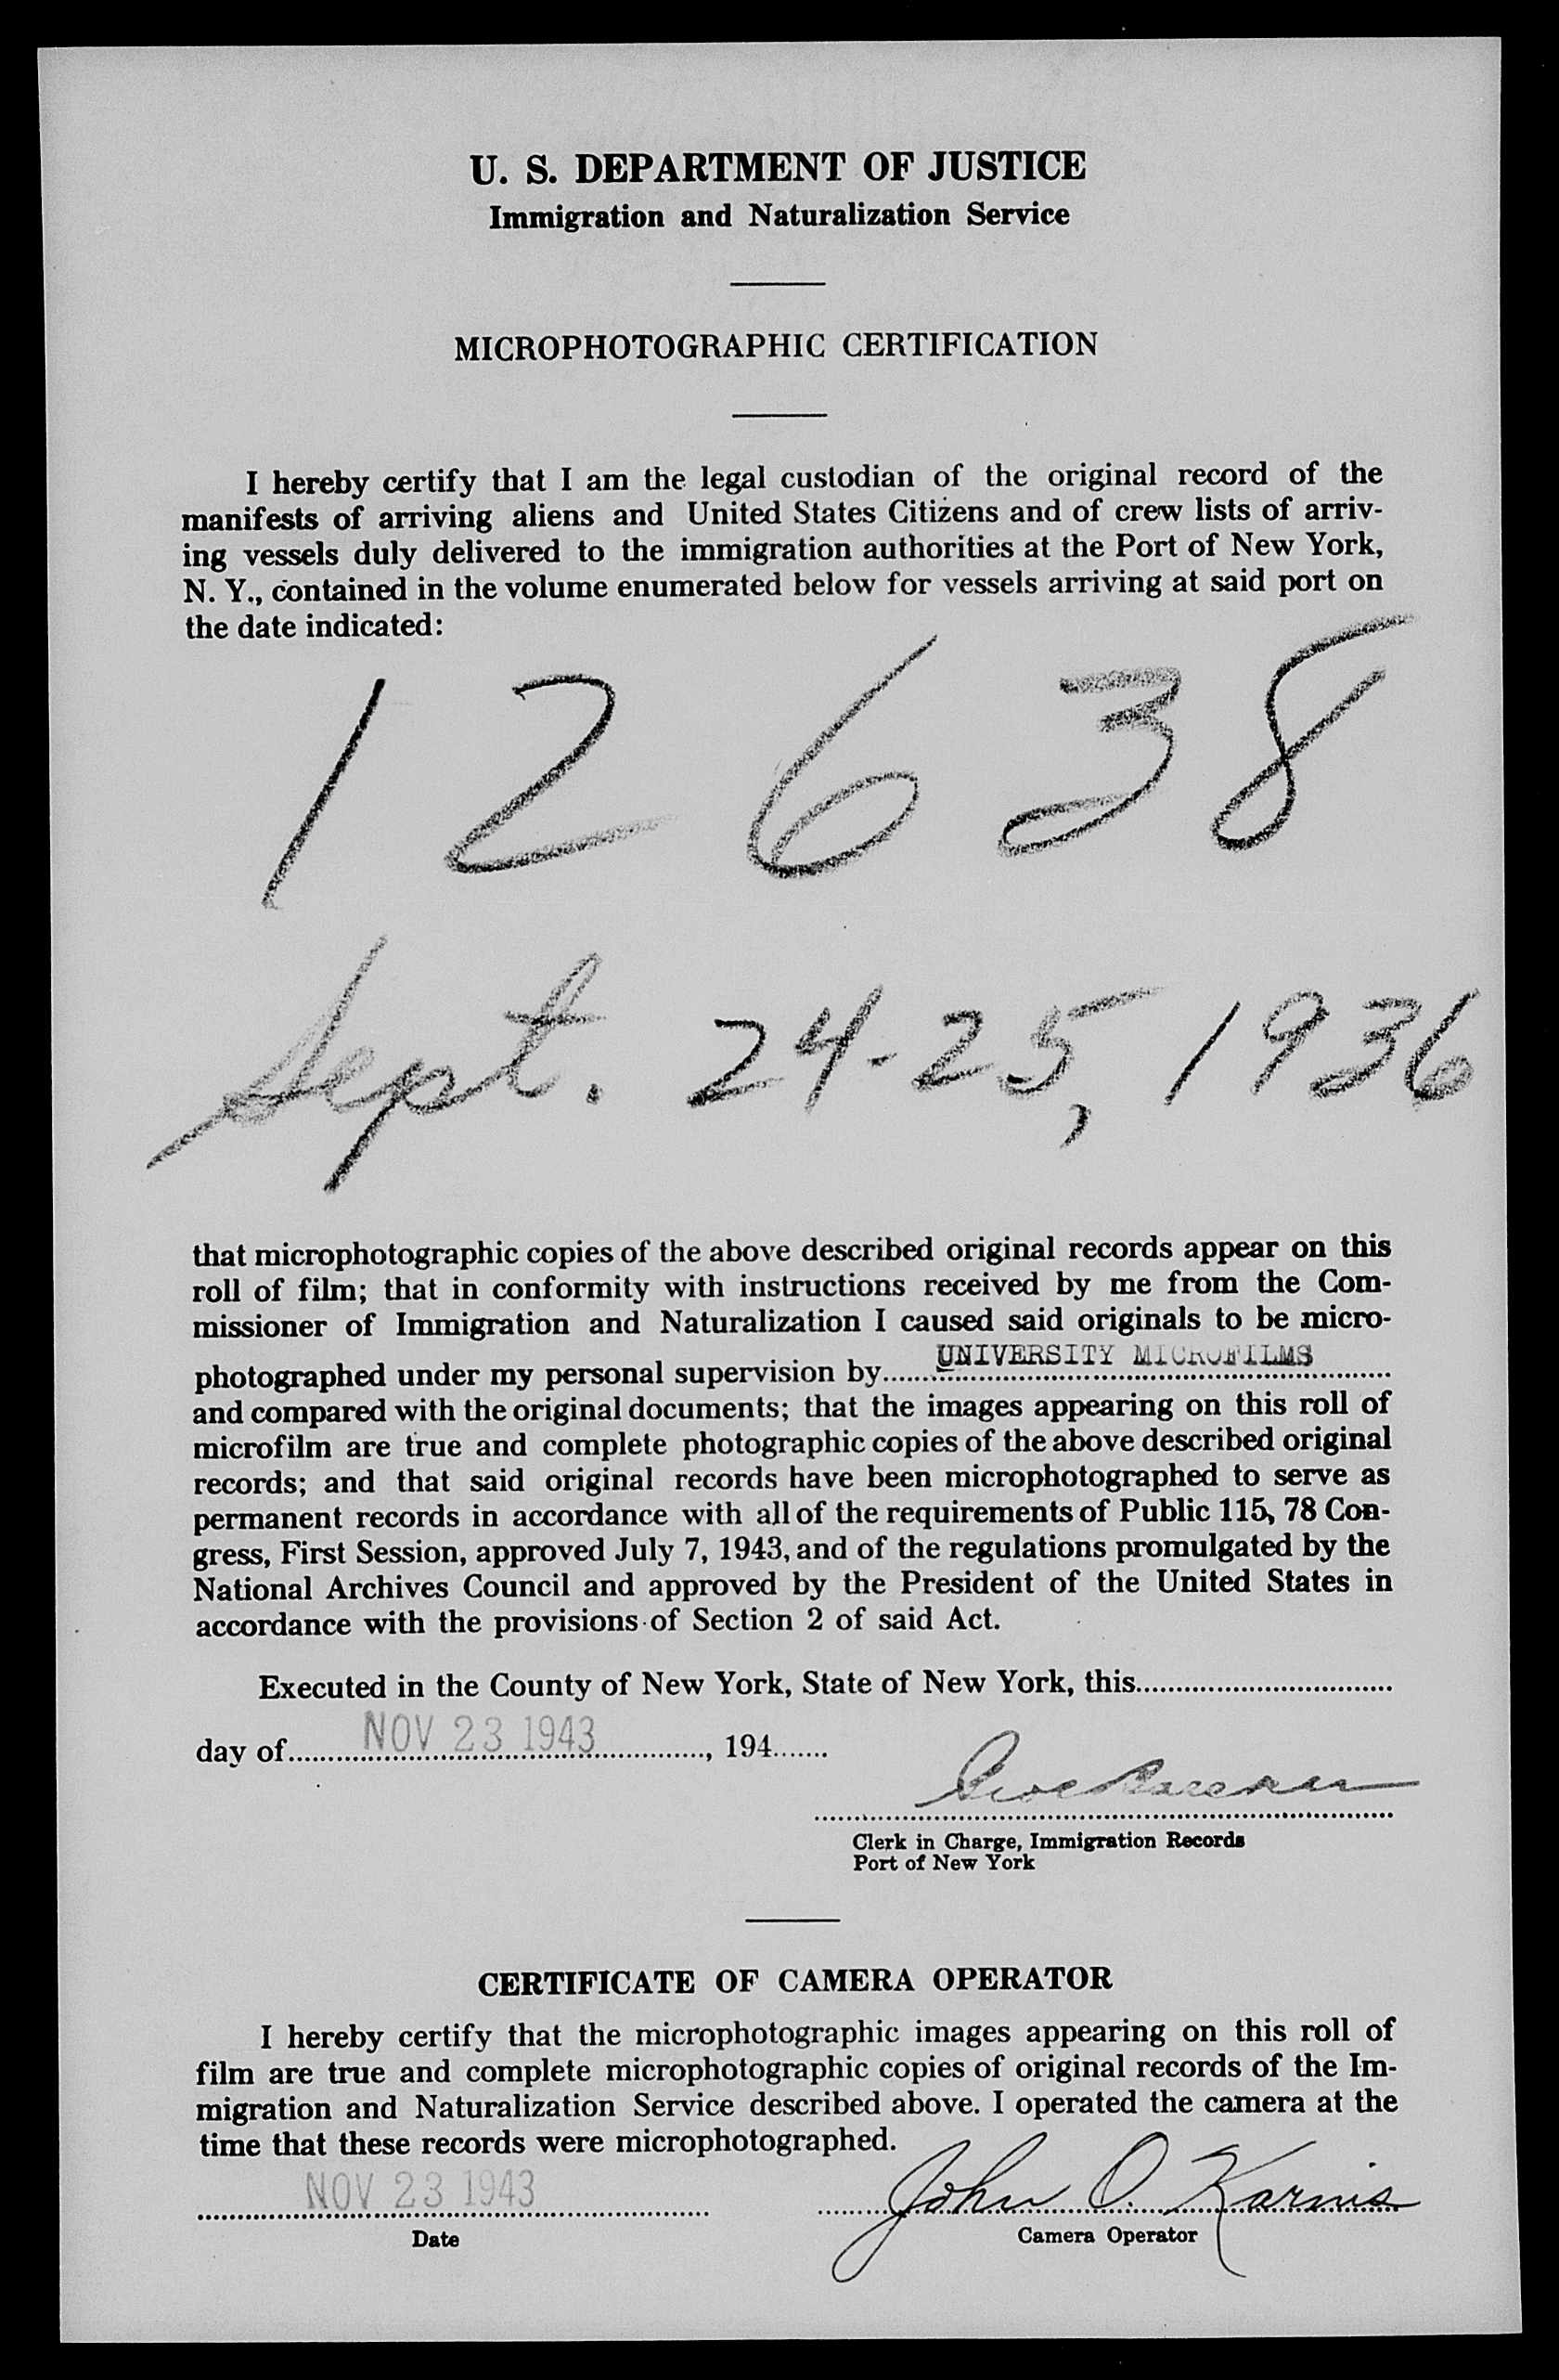 U. S. DEPARTMENT OF JUSTICE
Immigration and Naturalization Service
MICROPHOTOGRAPHIC CERTIFICATION
I hereby certify that I am the legal custodian of the original record of the
manifests of arriving aliens and United States Citizens and of crew lists of arriv-
ing vessels duly delivered to the immigration authorities at the Port of New York,
N. Y., contained in the volume enumerated below for vessels arriving at said port on
the date indicated:
12638
Sept. 24-25, 1936
that microphotographic copies of the above described original records appear on this
roll of film; that in conformity with instructions received by me from the Com-
missioner of Immigration and Naturalization I caused said originals to be micro-
photographed under my personal supervision by UNIVERSITY MICROFILMS
and compared with the original documents; that the images appearing on this roll of
microfilm are true and complete photographic copies of the above described original
records; and that said original records have been microphotographed to serve as
permanent records in accordance with all of the requirements of Public 115, 78 Con-
gress, First Session, approved July 7, 1943, and of the regulations promulgated by the
National Archives Council and approved by the President of the United States in
accordance with the provisions of Section 2 of said Act.
Executed in the County of New York, State of New York, this
day of NOV 23 1943, 194
Clerk in Charge, Immigration Records
Port of New York
CERTIFICATE OF CAMERA OPERATOR
I hereby certify that the microphotographic images appearing on this roll of
film are true and complete microphotographic copies of original records of the Im-
migration and Naturalization Service described above. I operated the camera at the
time that these records were microphotographed.
NOV 23 1943 John O. Karnis
Date Camera Operator